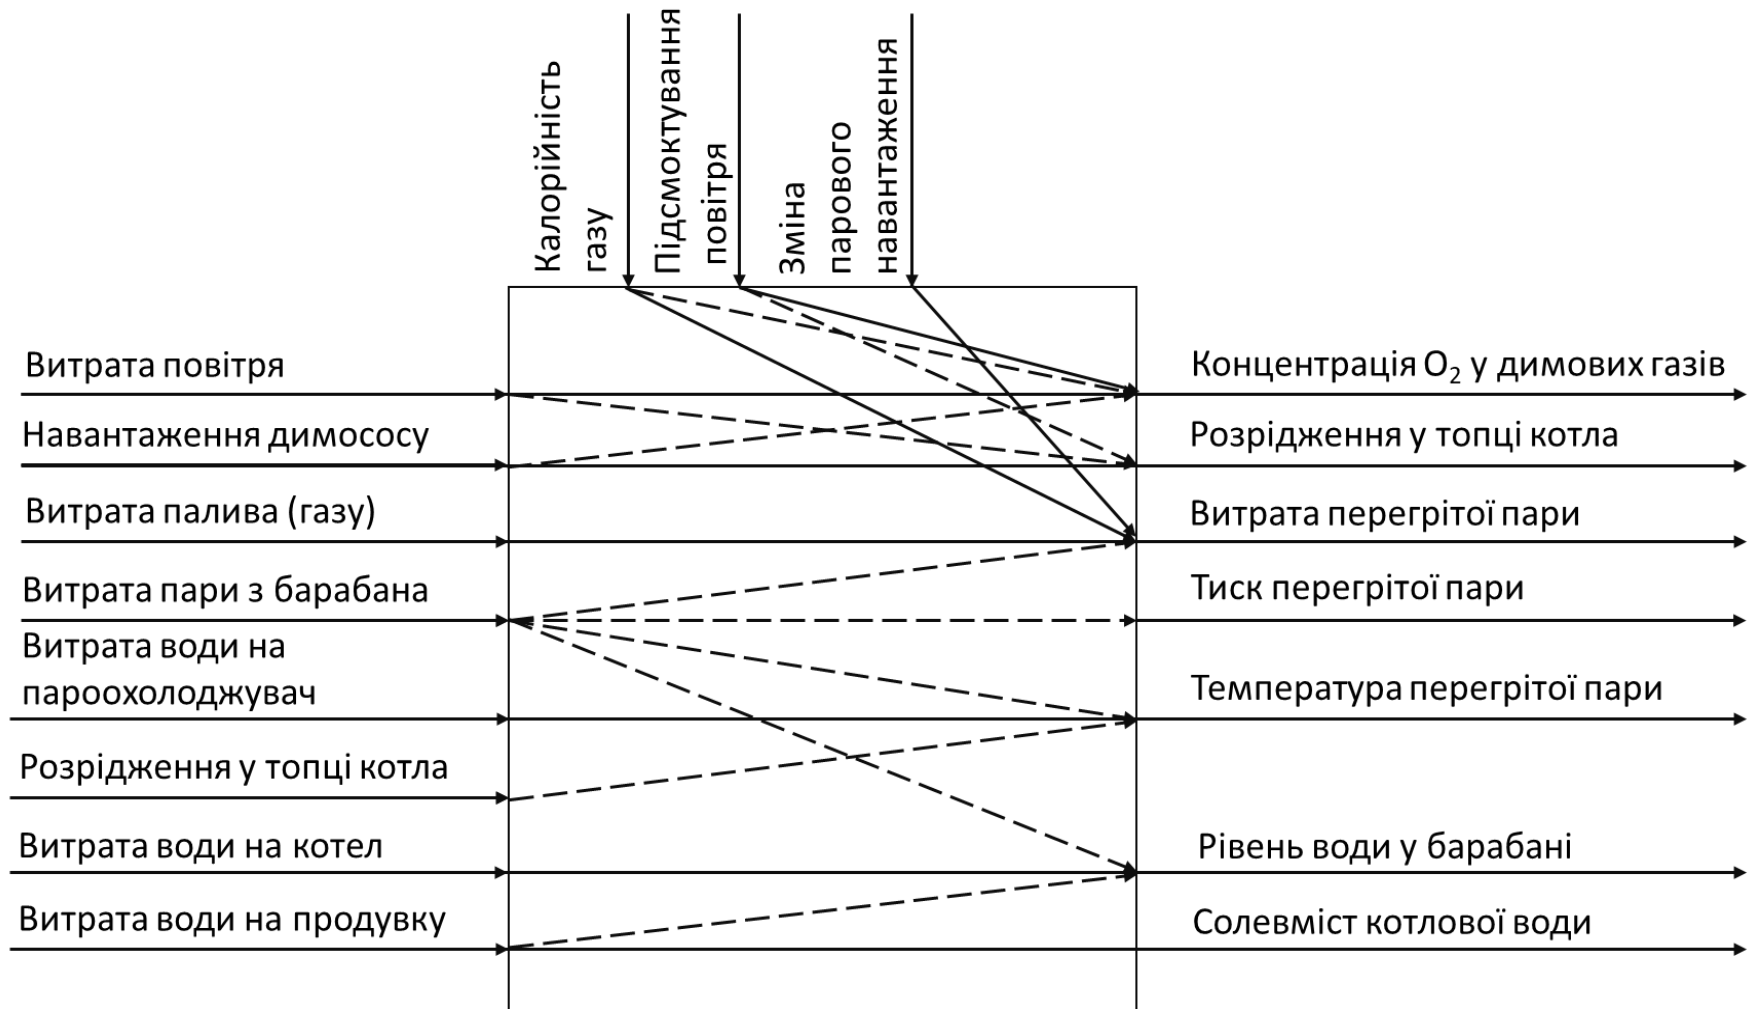 Калорійність
газу
Підсмоктування
повітря
Зміна
парового
навантаження
Витрата повітря
Навантаження димососу
Витрата палива (газу)
Витрата пари з барабана
Витрата води на
пароохолоджувач
Розрідження у топці котла
Витрата води на котел
Витрата води на продувку
Концентрація O₂ у димових газів
Розрідження у топці котла
Витрата перегрітої пари
Тиск перегрітої пари
Температура перегрітої пари
Рівень води у барабані
Солевміст котлової води